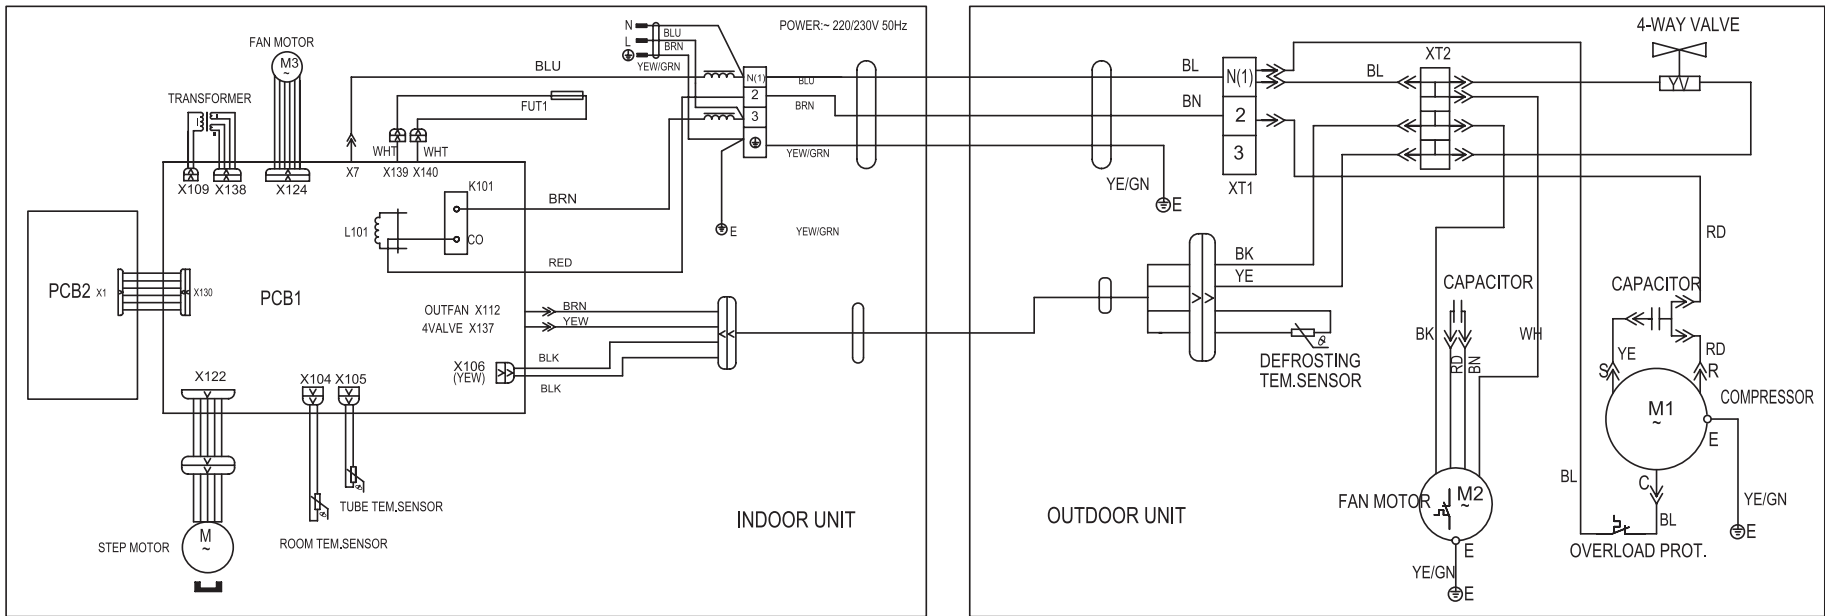 POWER:~ 220/230V 50Hz
N
L
BLU
BRN
YEW/GRN
FAN MOTOR
M3
~
TRANSFORMER
BLU
FUT1
N(1)
2
3
BLU
BRN
YEW/GRN
WHT
WHT
X109
X138
X124
X7
X139
X140
K101
CO
L101
BRN
RED
E
YEW/GRN
PCB2
X1
X130
PCB1
OUTFAN X112
4VALVE X137
BRN
YEW
X106
(YEW)
BLK
BLK
X122
X104
X105
TUBE TEM.SENSOR
ROOM TEM.SENSOR
θ
θ
STEP MOTOR
M
~
INDOOR UNIT
OUTDOOR UNIT
4-WAY VALVE
YV
XT2
BL
N(1)
BL
BN
2
3
XT1
YE/GN
E
BK
YE
DEFROSTING
TEM.SENSOR
θ
CAPACITOR
BK
RD
BN
WH
FAN MOTOR
M2
~
E
YE/GN
E
RD
CAPACITOR
YE
RD
S
R
COMPRESSOR
M1
~
E
C
BL
BL
YE/GN
E
OVERLOAD PROT.